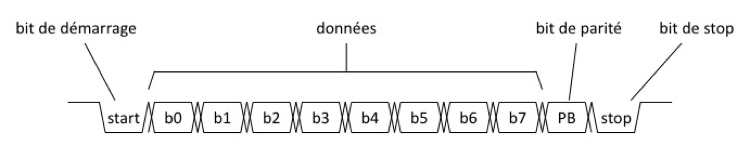 bit de démarrage données bit de parité bit de stop
start b0 b1 b2 b3 b4 b5 b6 b7 PB stop